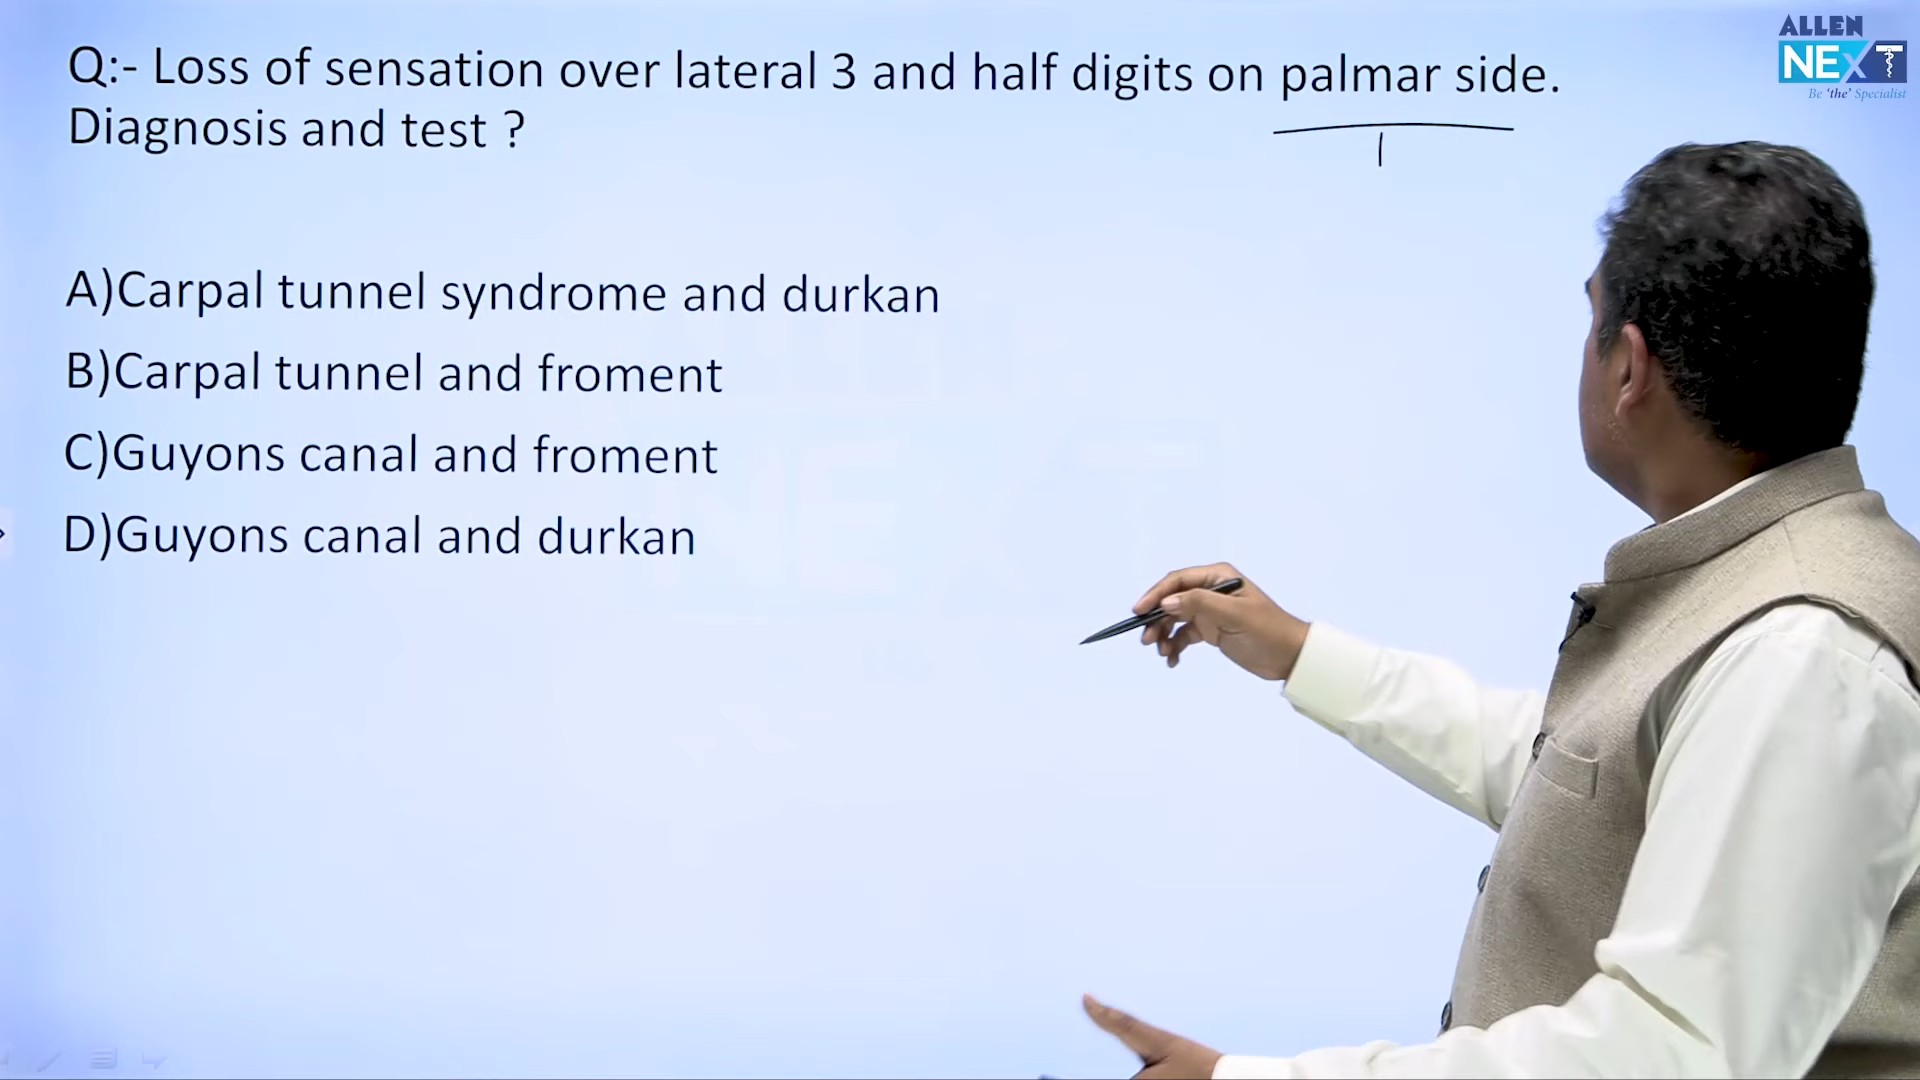 ALLEN
NEXT
Be 'the' Specialist
Q:- Loss of sensation over lateral 3 and half digits on palmar side.
Diagnosis and test ?
A)Carpal tunnel syndrome and durkan
B)Carpal tunnel and froment
C)Guyons canal and froment
D)Guyons canal and durkan